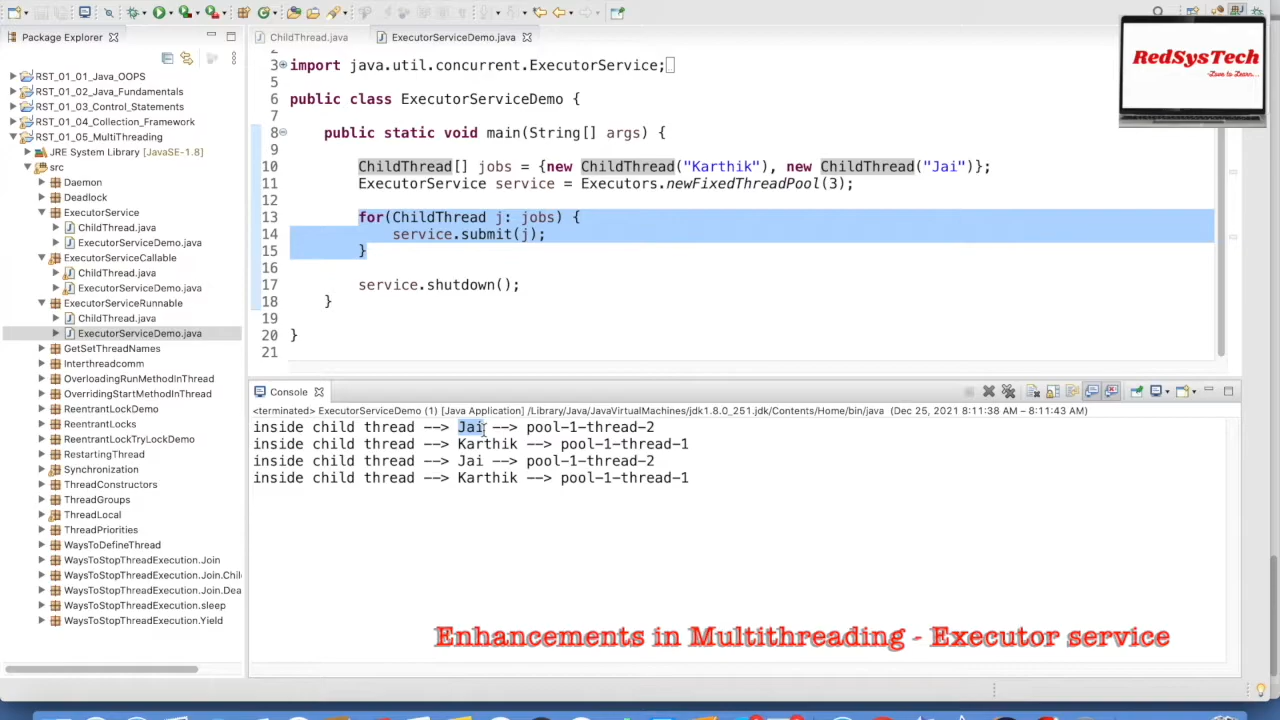 Package Explorer
ChildThread.java
ExecutorServiceDemo.java
RedSysTech
-Love to Learn...
RST_01_01_Java_OOPS
RST_01_02_Java_Fundamentals
RST_01_03_Control_Statements
RST_01_04_Collection_Framework
RST_01_05_MultiThreading
JRE System Library [JavaSE-1.8]
src
Daemon
Deadlock
ExecutorService
ChildThread.java
ExecutorServiceDemo.java
ExecutorServiceCallable
ChildThread.java
ExecutorServiceDemo.java
ExecutorServiceRunnable
ChildThread.java
ExecutorServiceDemo.java
GetSetThreadNames
Interthreadcomm
OverloadingRunMethodInThread
OverridingStartMethodInThread
ReentrantLockDemo
ReentrantLocks
ReentrantLockTryLockDemo
RestartingThread
Synchronization
ThreadConstructors
ThreadGroups
ThreadLocal
ThreadPriorities
WaysToDefineThread
WaysToStopThreadExecution.Join
WaysToStopThreadExecution.Join.Chil
WaysToStopThreadExecution.Join.Dea
WaysToStopThreadExecution.sleep
WaysToStopThreadExecution.Yield
3 import java.util.concurrent.ExecutorService;
5
6 public class ExecutorServiceDemo {
7
8 public static void main(String[] args) {
9
10 ChildThread[] jobs = {new ChildThread("Karthik"), new ChildThread("Jai")};
11 ExecutorService service = Executors.newFixedThreadPool(3);
12
13 for(ChildThread j: jobs) {
14 service.submit(j);
15 }
16
17 service.shutdown();
18 }
19
20 }
21
Console
<terminated> ExecutorServiceDemo (1) [Java Application] /Library/Java/JavaVirtualMachines/jdk1.8.0_251.jdk/Contents/Home/bin/java (Dec 25, 2021 8:11:38 AM – 8:11:43 AM)
inside child thread --> Jai --> pool-1-thread-2
inside child thread --> Karthik --> pool-1-thread-1
inside child thread --> Jai --> pool-1-thread-2
inside child thread --> Karthik --> pool-1-thread-1
Enhancements in Multithreading - Executor service